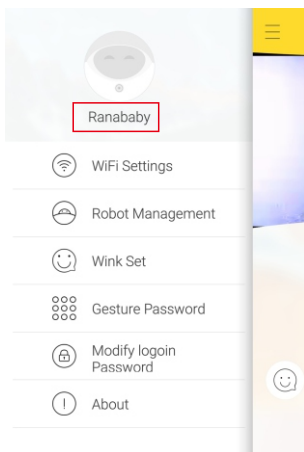 Ranababy
WiFi Settings
Robot Management
Wink Set
Gesture Password
Modify logoin
Password
About